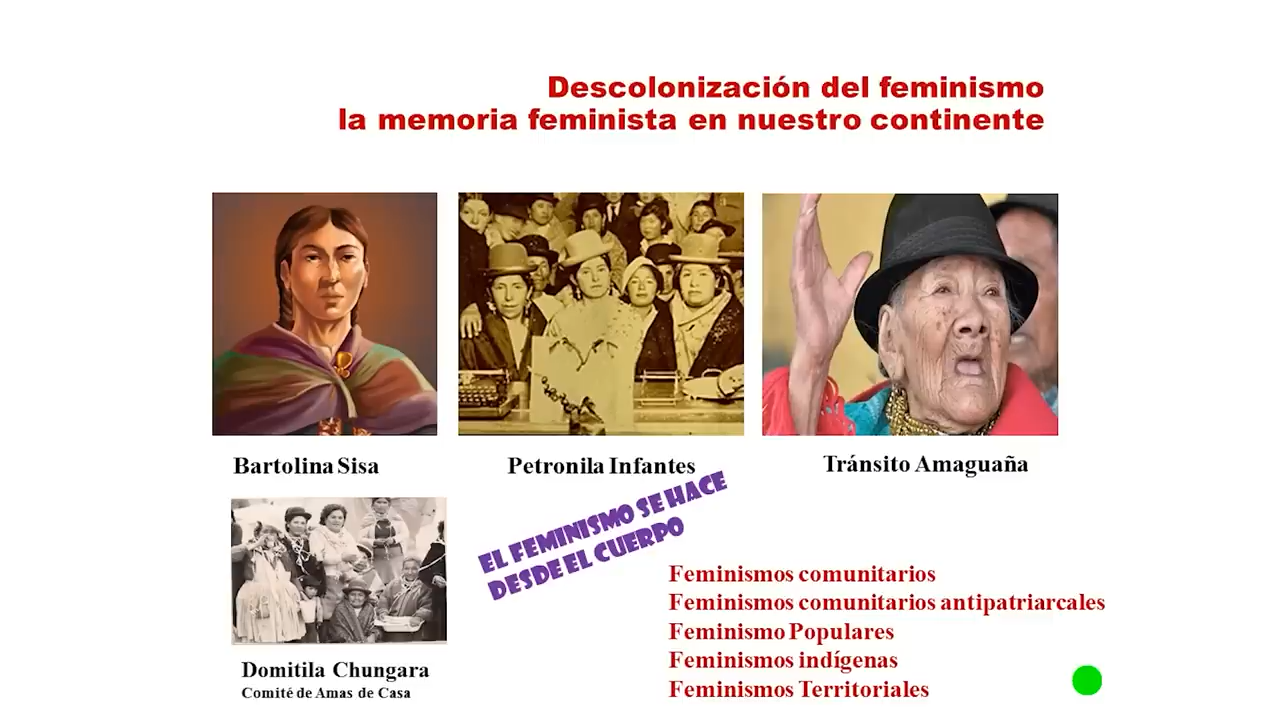 Descolonización del feminismo
la memoria feminista en nuestro continente
Bartolina Sisa
Petronila Infantes
Tránsito Amaguaña
EL FEMINISMO SE HACE
DESDE EL CUERPO
Domitila Chungara
Comité de Amas de Casa
Feminismos comunitarios
Feminismos comunitarios antipatriarcales
Feminismo Populares
Feminismos indígenas
Feminismos Territoriales